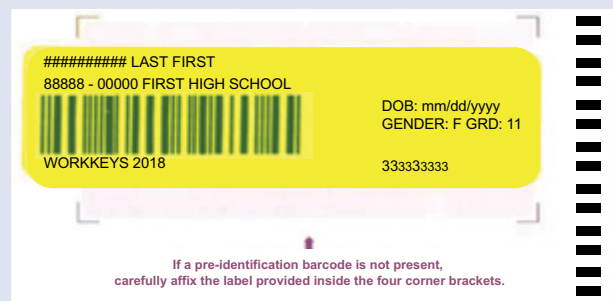 ########## LAST FIRST
88888 - 00000 FIRST HIGH SCHOOL
DOB: mm/dd/yyyy
GENDER: F GRD: 11
WORKKEYS 2018
333333333
If a pre-identification barcode is not present,
carefully affix the label provided inside the four corner brackets.